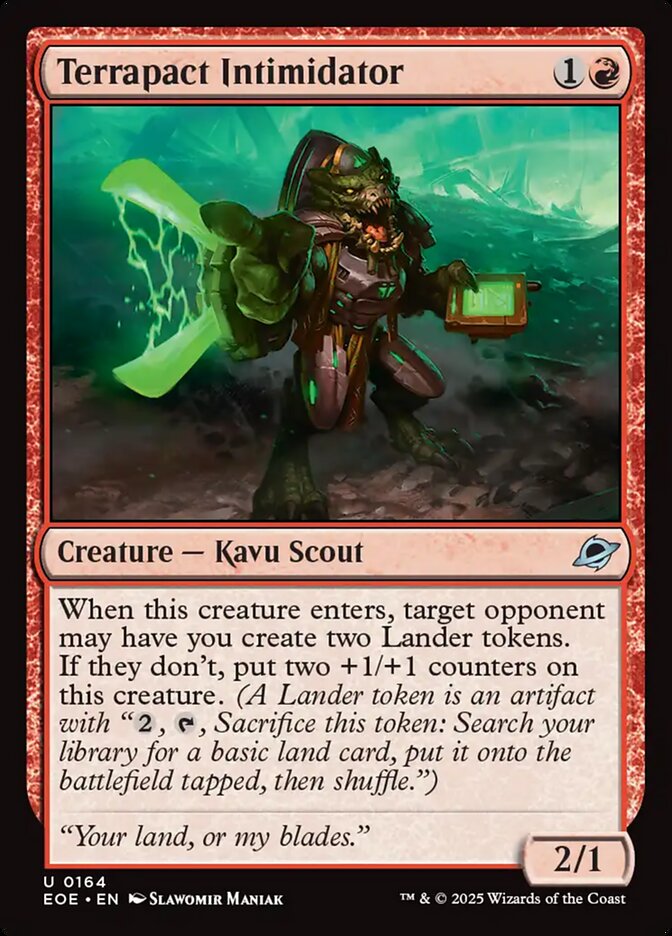 Terrapact Intimidator 1
Creature — Kavu Scout
When this creature enters, target opponent
may have you create two Lander tokens.
If they don't, put two +1/+1 counters on
this creature. (A Lander token is an artifact
with "2, , Sacrifice this token: Search your
library for a basic land card, put it onto the
battlefield tapped, then shuffle.")
"Your land, or my blades."
2/1
U 0164
EOE • EN Slawomir Maniak
™ & © 2025 Wizards of the Coast